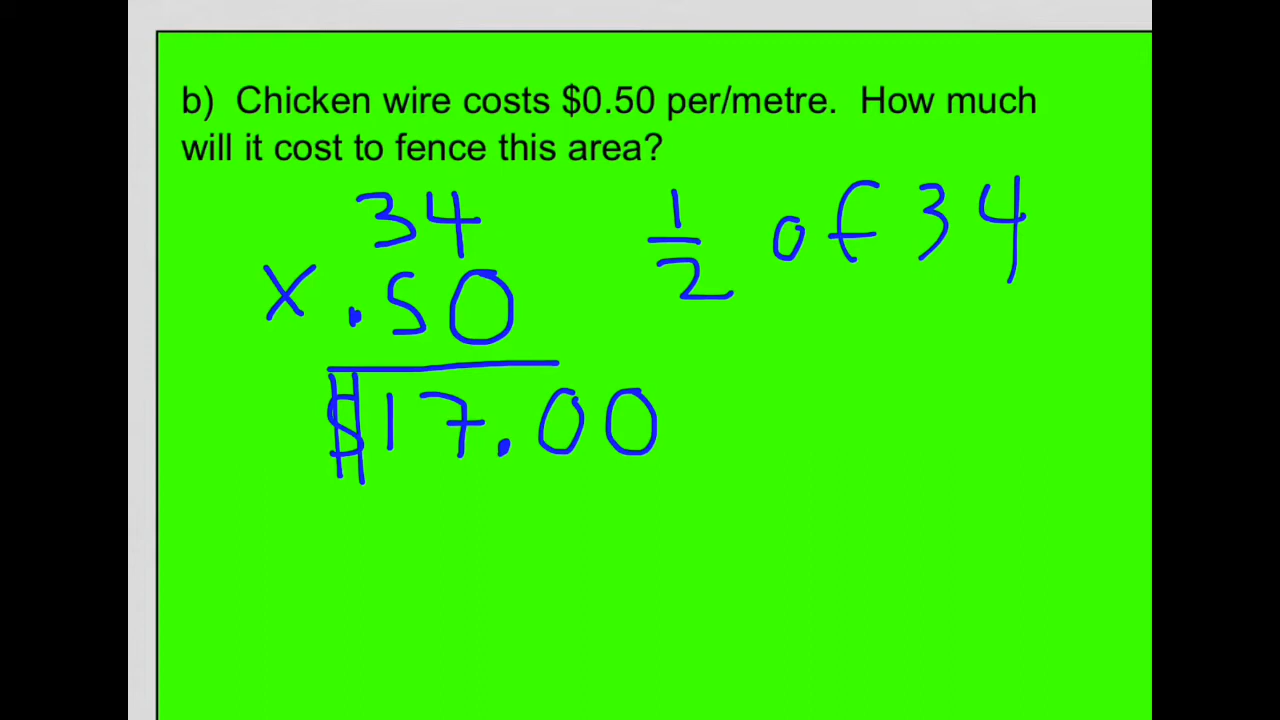 b)  Chicken wire costs $0.50 per/metre.  How much
will it cost to fence this area?
34
x .50
$17.00
1/2 of 34